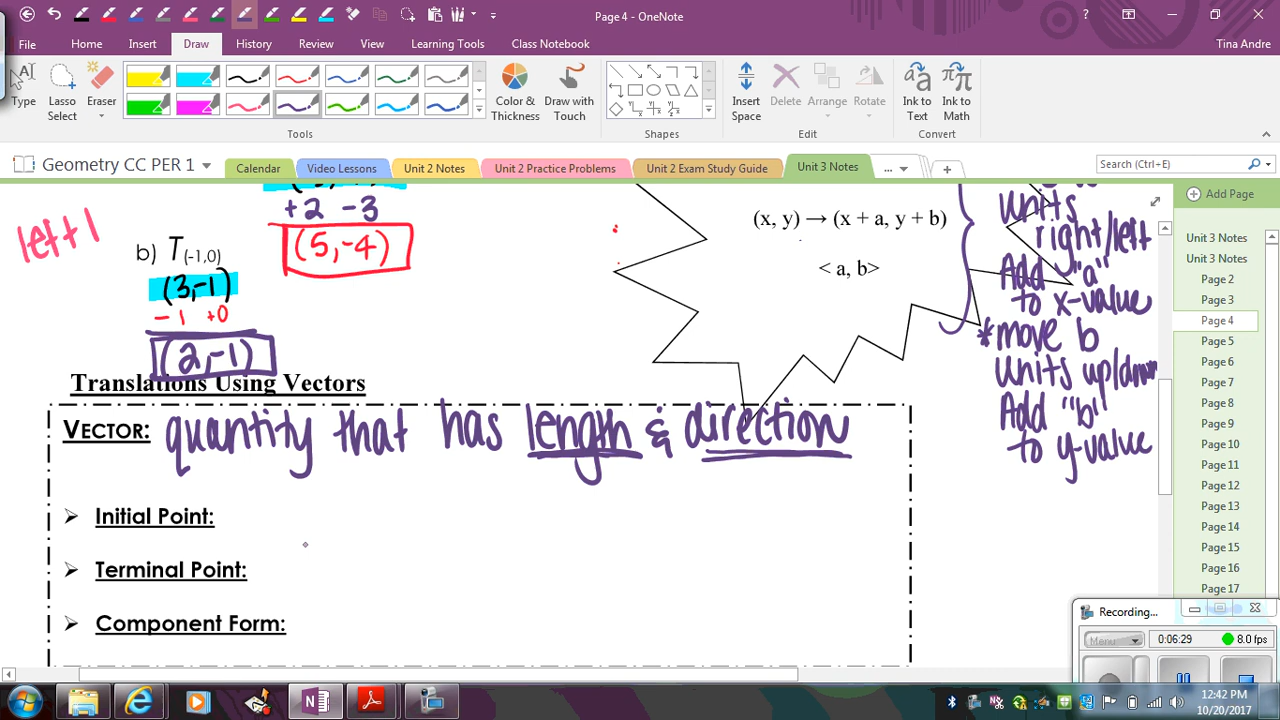 Page 4 - OneNote
?
File
Home
Insert
Draw
History
Review
View
Learning Tools
Class Notebook
Tina Andre
Type
Lasso Select
Eraser
Color & Thickness
Draw with Touch
Insert Space
Delete
Arrange
Rotate
Ink to Text
Ink to Math
Tools
Shapes
Edit
Convert
Geometry CC PER 1
Calendar
Video Lessons
Unit 2 Notes
Unit 2 Practice Problems
Unit 2 Exam Study Guide
Unit 3 Notes
...
Search (Ctrl+E)
Add Page
Unit 3 Notes
Unit 3 Notes
Page 2
Page 3
Page 4
Page 5
Page 6
Page 7
Page 8
Page 9
Page 10
Page 11
Page 12
Page 13
Page 14
Page 15
Page 16
Page 17
+2 -3
(5,-4)
left 1
b) T(-1,0)
(3,-1)
-1 +0
(2,-1)
(x, y) → (x + a, y + b)
< a, b>
units
right/left
Add "a"
to x-value
*move b
units up/down
Add "b"
to y-value
Translations Using Vectors
VECTOR: quantity that has length & direction
➢ Initial Point:
➢ Terminal Point:
➢ Component Form:
Recording...
Menu
0:06:29
8.0 fps
12:42 PM
10/20/2017